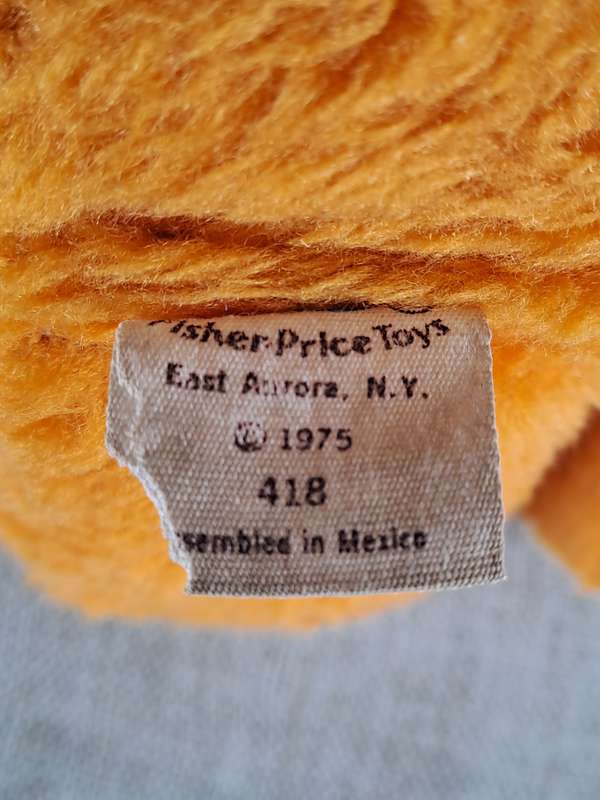 Fisher-Price Toys
East Aurora, N.Y.
© 1975
418
sembled in Mexico